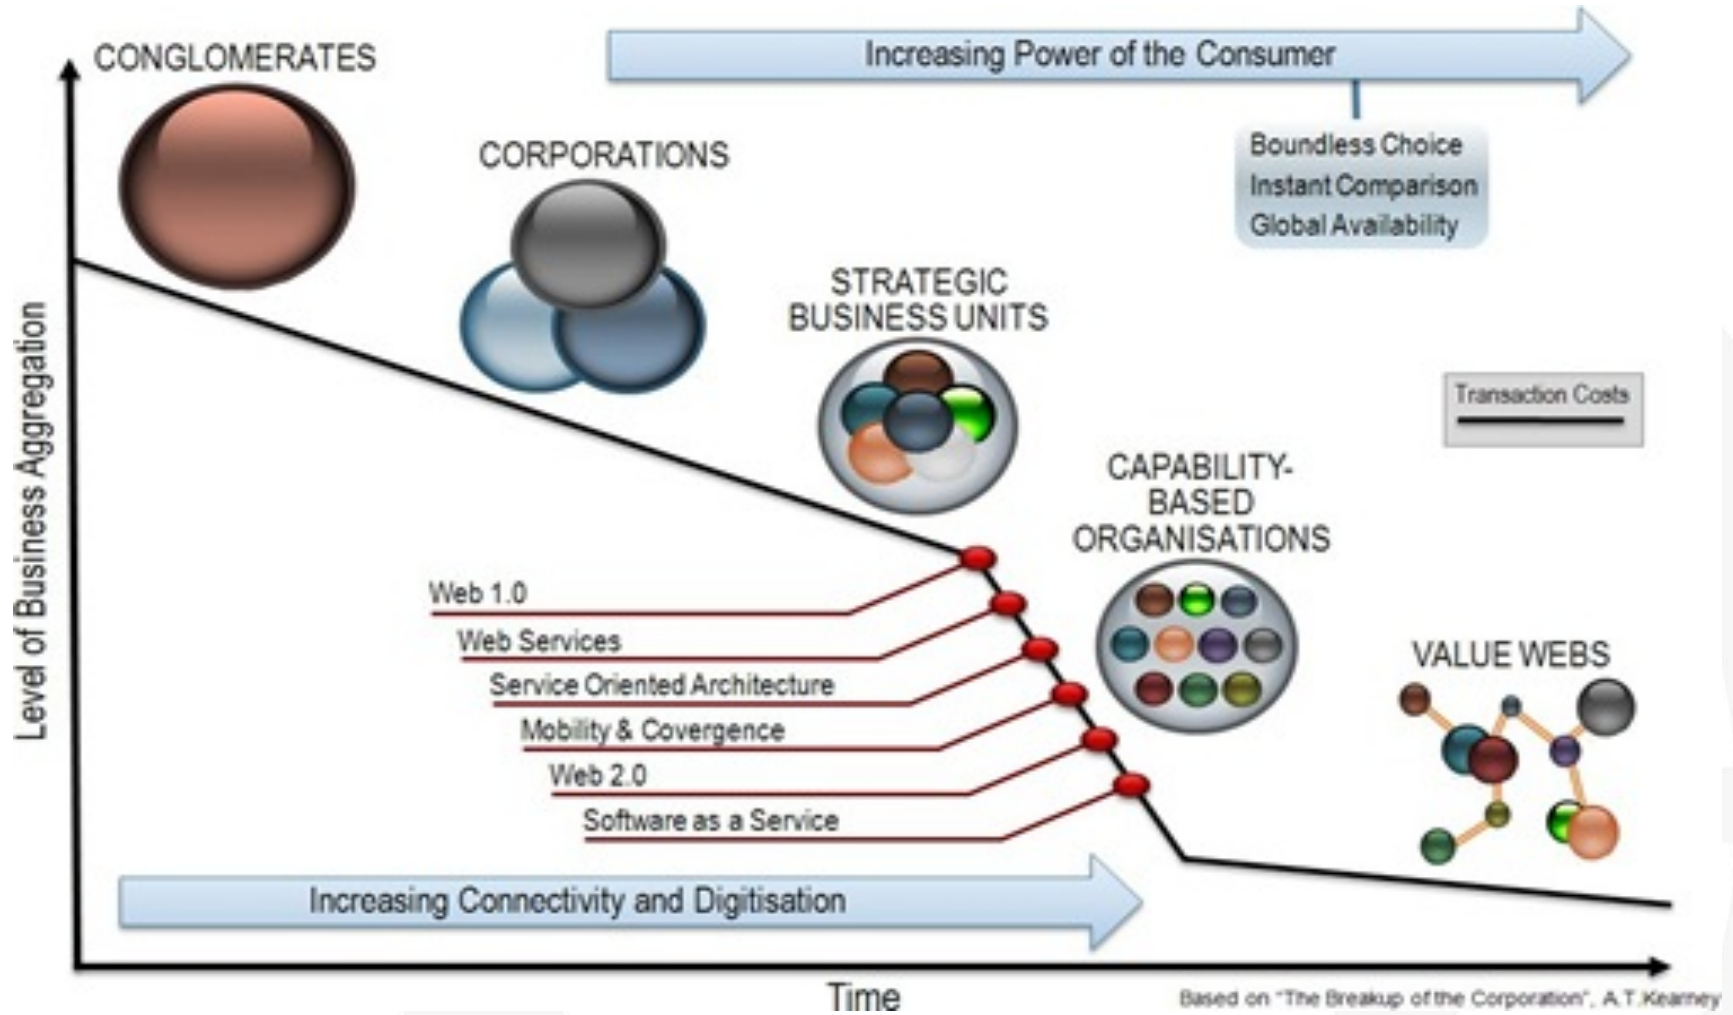 CONGLOMERATES
Increasing Power of the Consumer
Boundless Choice
Instant Comparison
Global Availability
CORPORATIONS
STRATEGIC
BUSINESS UNITS
Transaction Costs
CAPABILITY-
BASED
ORGANISATIONS
VALUE WEBS
Level of Business Aggregation
Web 1.0
Web Services
Service Oriented Architecture
Mobility & Covergence
Web 2.0
Software as a Service
Increasing Connectivity and Digitisation
Time
Based on "The Breakup of the Corporation", A.T.Kearney